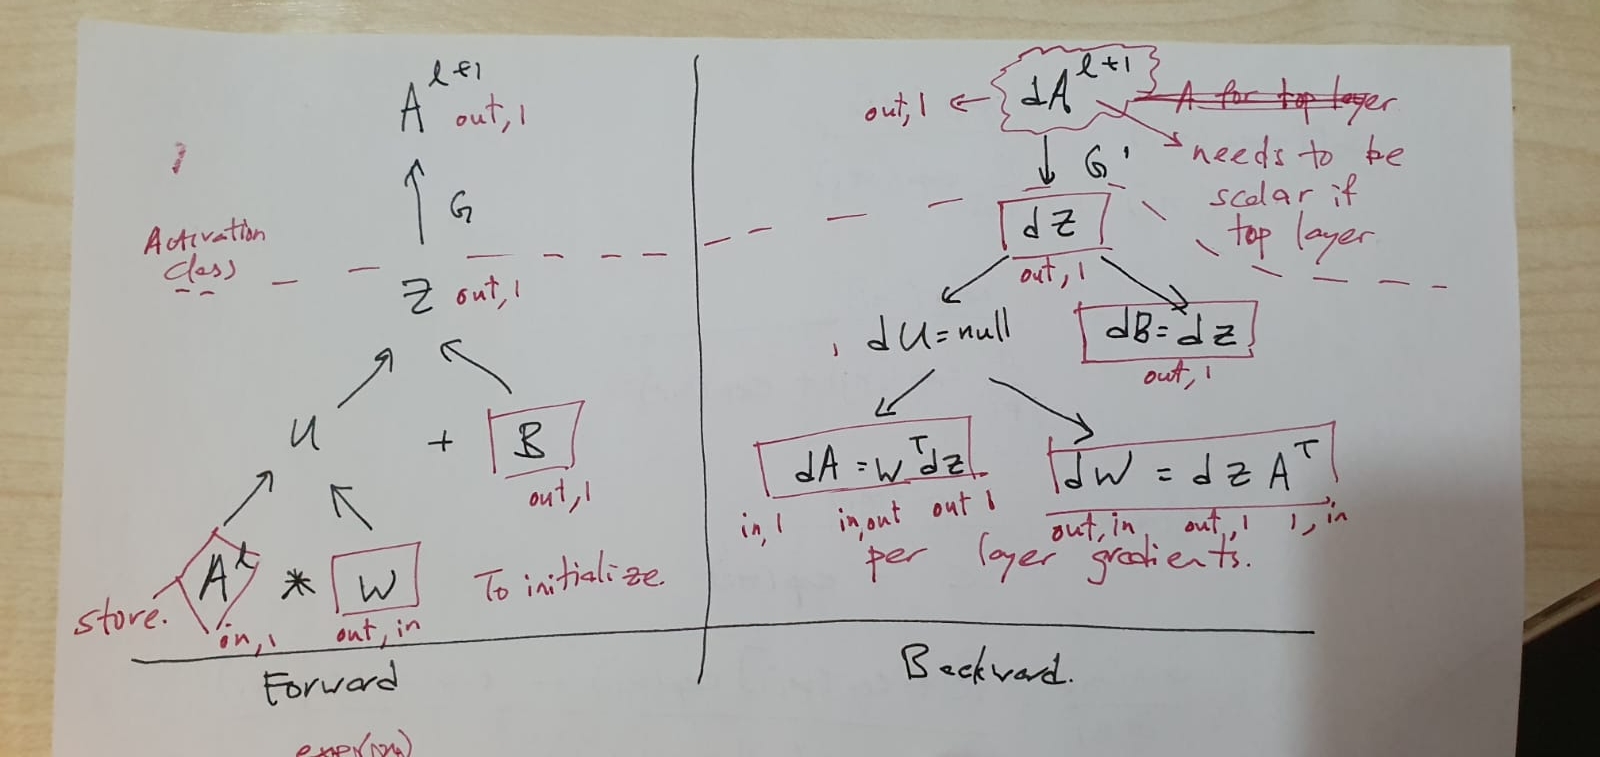 A^{l+1} out, 1
G
Activation
class
Z out, 1
U + B
out, 1
A^l * W To initialize.
store.
in, 1 out, in
Forward
out, 1 ← dA^{l+1} A for top layer
G' needs to be
scalar if
top layer
dZ
out, 1
dU = null dB = dZ
out, 1
dA = W^T dZ dW = dZ A^T
in, 1 in, out out 1 out, in out, 1 1, in
per layer gradients.
Backward.